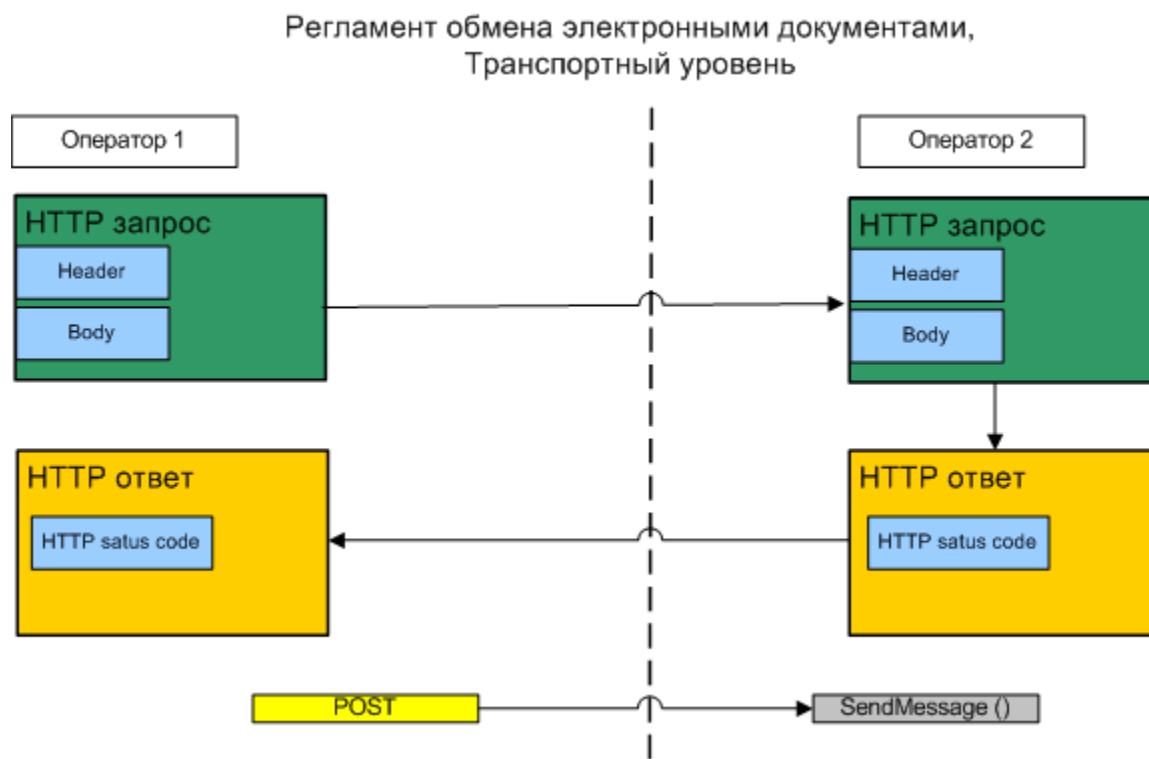 Регламент обмена электронными документами,
Транспортный уровень
Оператор 1
Оператор 2
HTTP запрос
Header
Body
HTTP запрос
Header
Body
HTTP ответ
HTTP satus code
HTTP ответ
HTTP satus code
POST
SendMessage ()